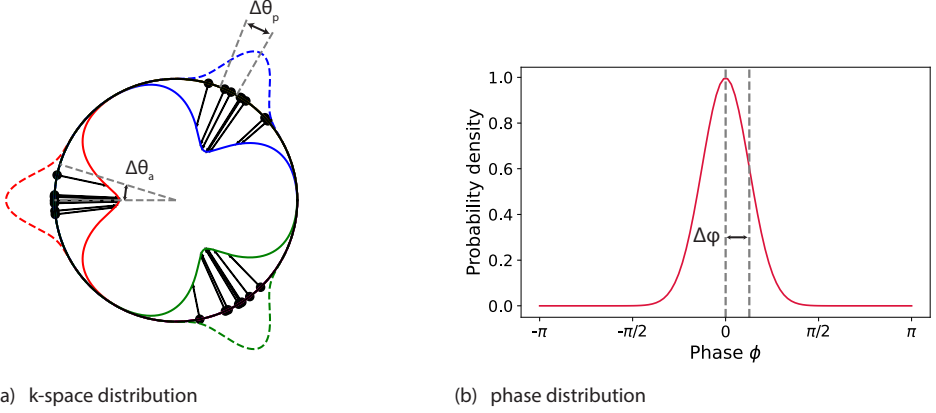 Δθp
Δθa
Probability density
1.0
0.8
0.6
0.4
0.2
0.0
Δφ
-π
-π/2
0
π/2
π
Phase ϕ
a) k-space distribution
(b) phase distribution